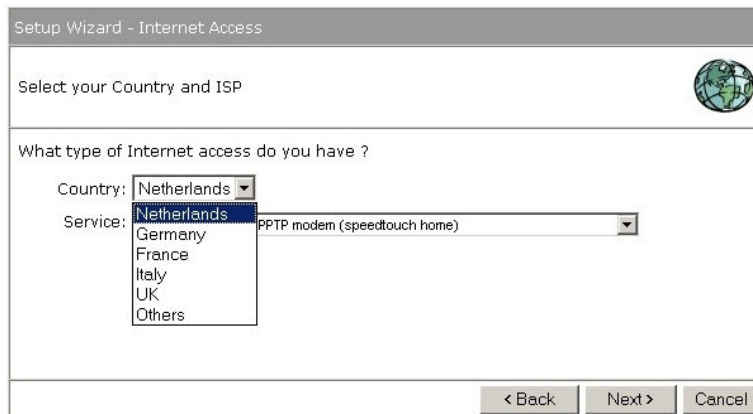 Setup Wizard - Internet Access
Select your Country and ISP
What type of Internet access do you have ?
Country: Netherlands
Service: PPTP modem (speedtouch home)
Netherlands
Germany
France
Italy
UK
Others
< Back Next > Cancel